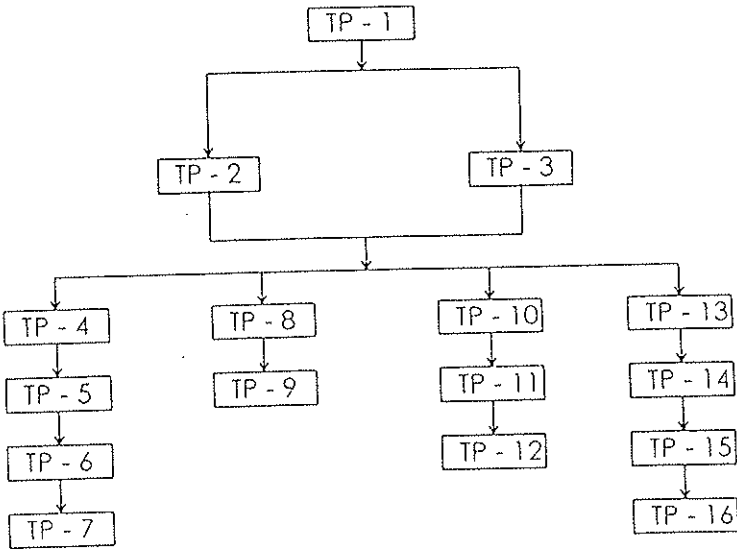 TP - 1
TP - 2
TP - 3
TP - 4
TP - 8
TP - 10
TP - 13
TP - 5
TP - 9
TP - 11
TP - 14
TP - 6
TP - 12
TP - 15
TP - 7
TP - 16